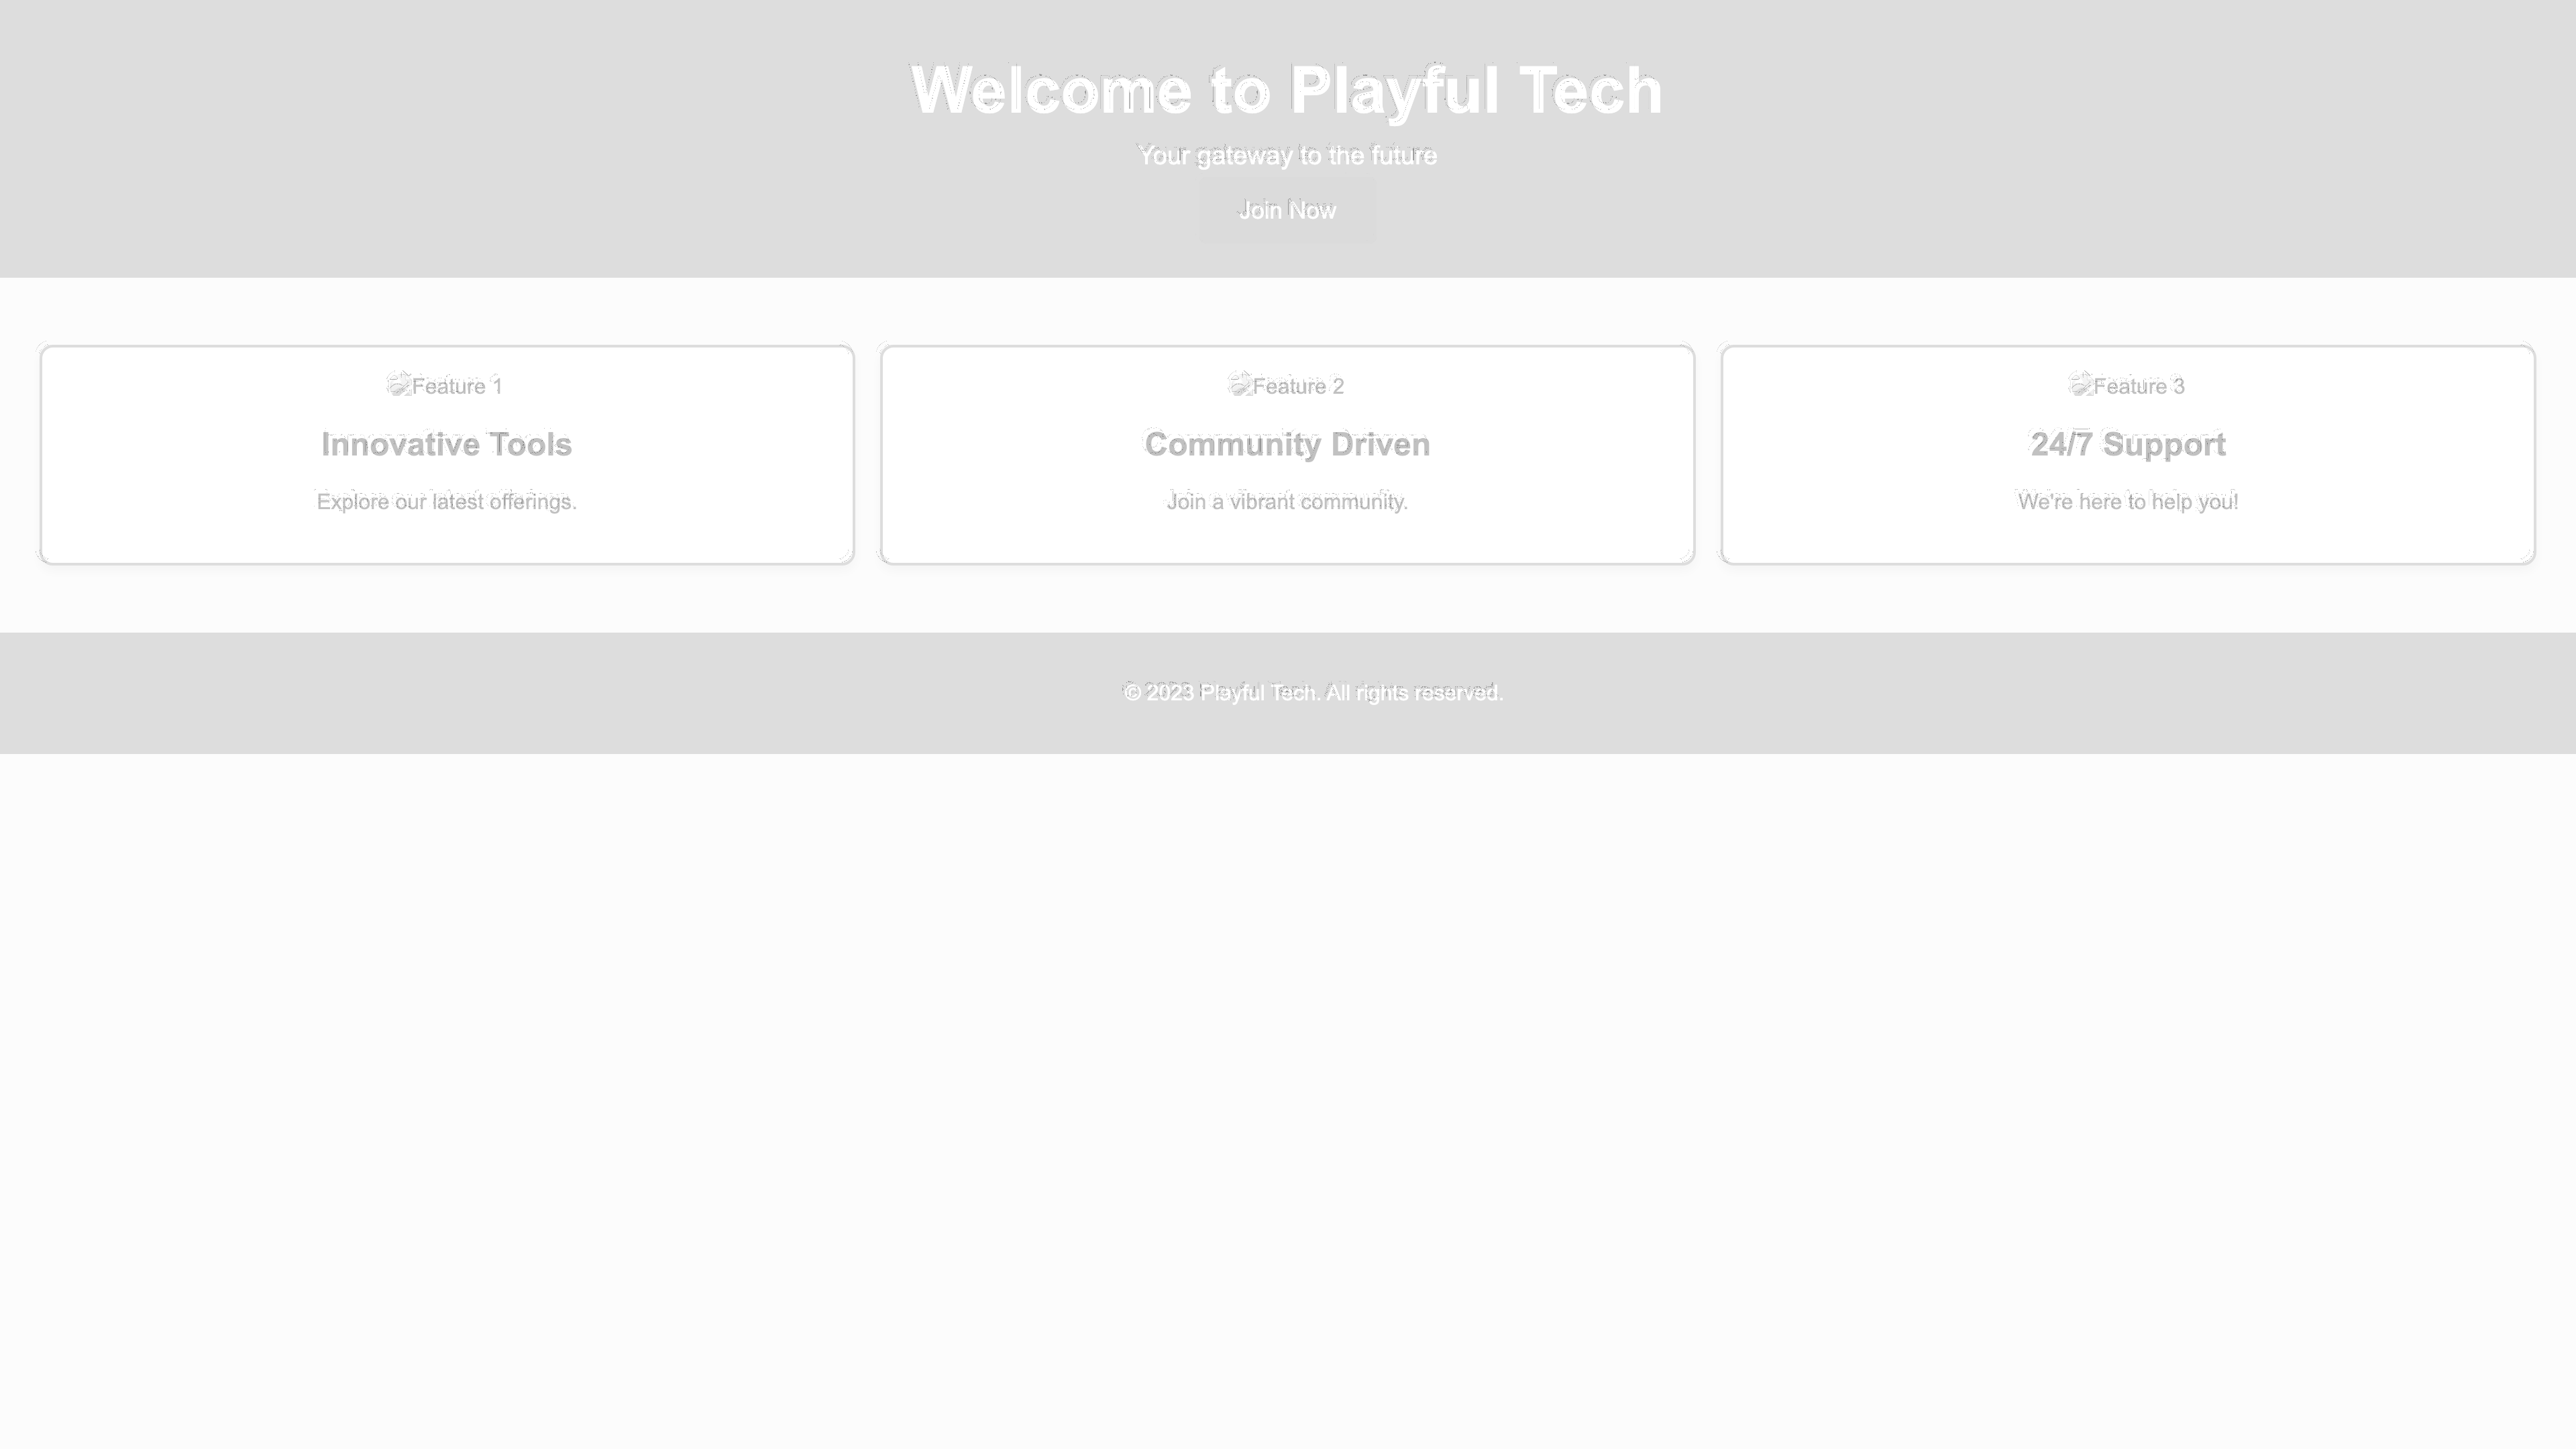 Welcome to Playful Tech
Your gateway to the future
Join Now
Feature 1
Innovative Tools
Explore our latest offerings.
Feature 2
Community Driven
Join a vibrant community.
Feature 3
24/7 Support
We're here to help you!
© 2023 Playful Tech. All rights reserved.